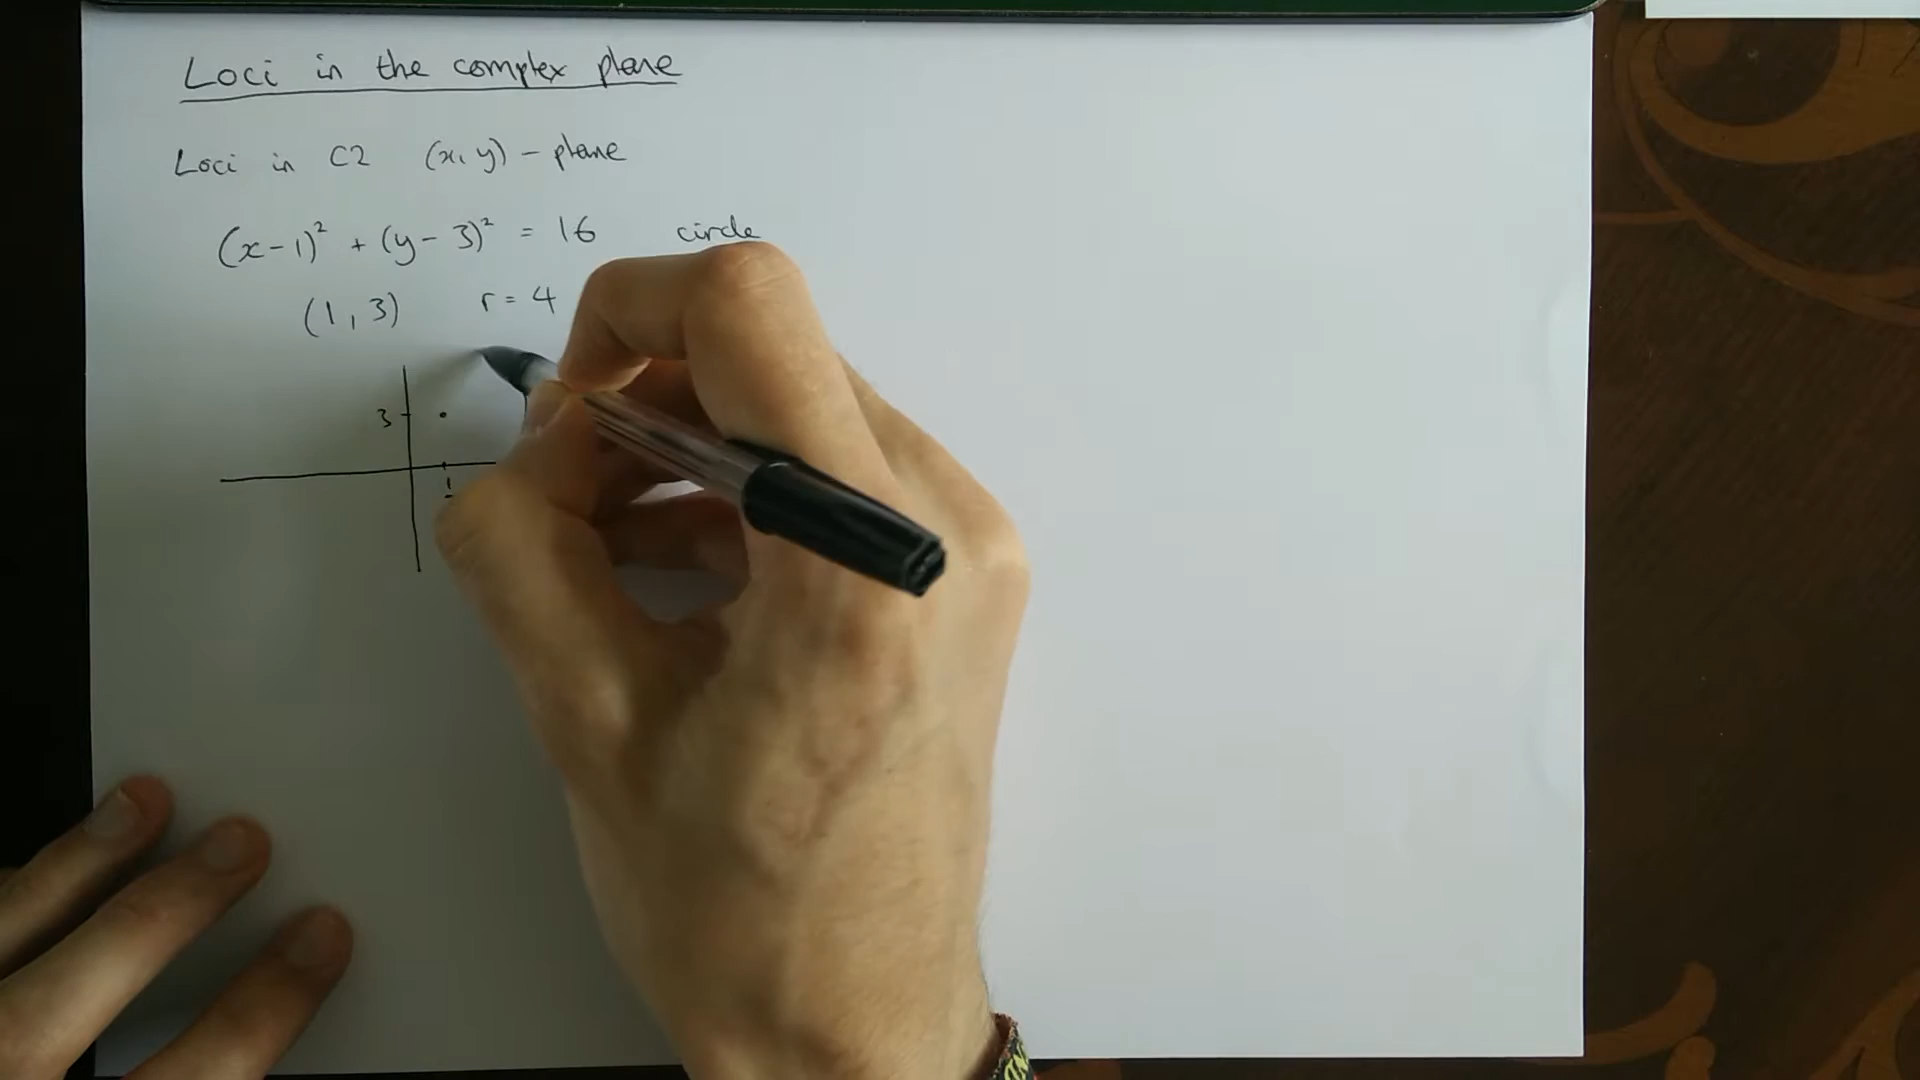 Loci in the complex plane
Loci in C2 (x, y) - plane
(x-1)² + (y-3)² = 16 circle
(1, 3) r = 4
3
1